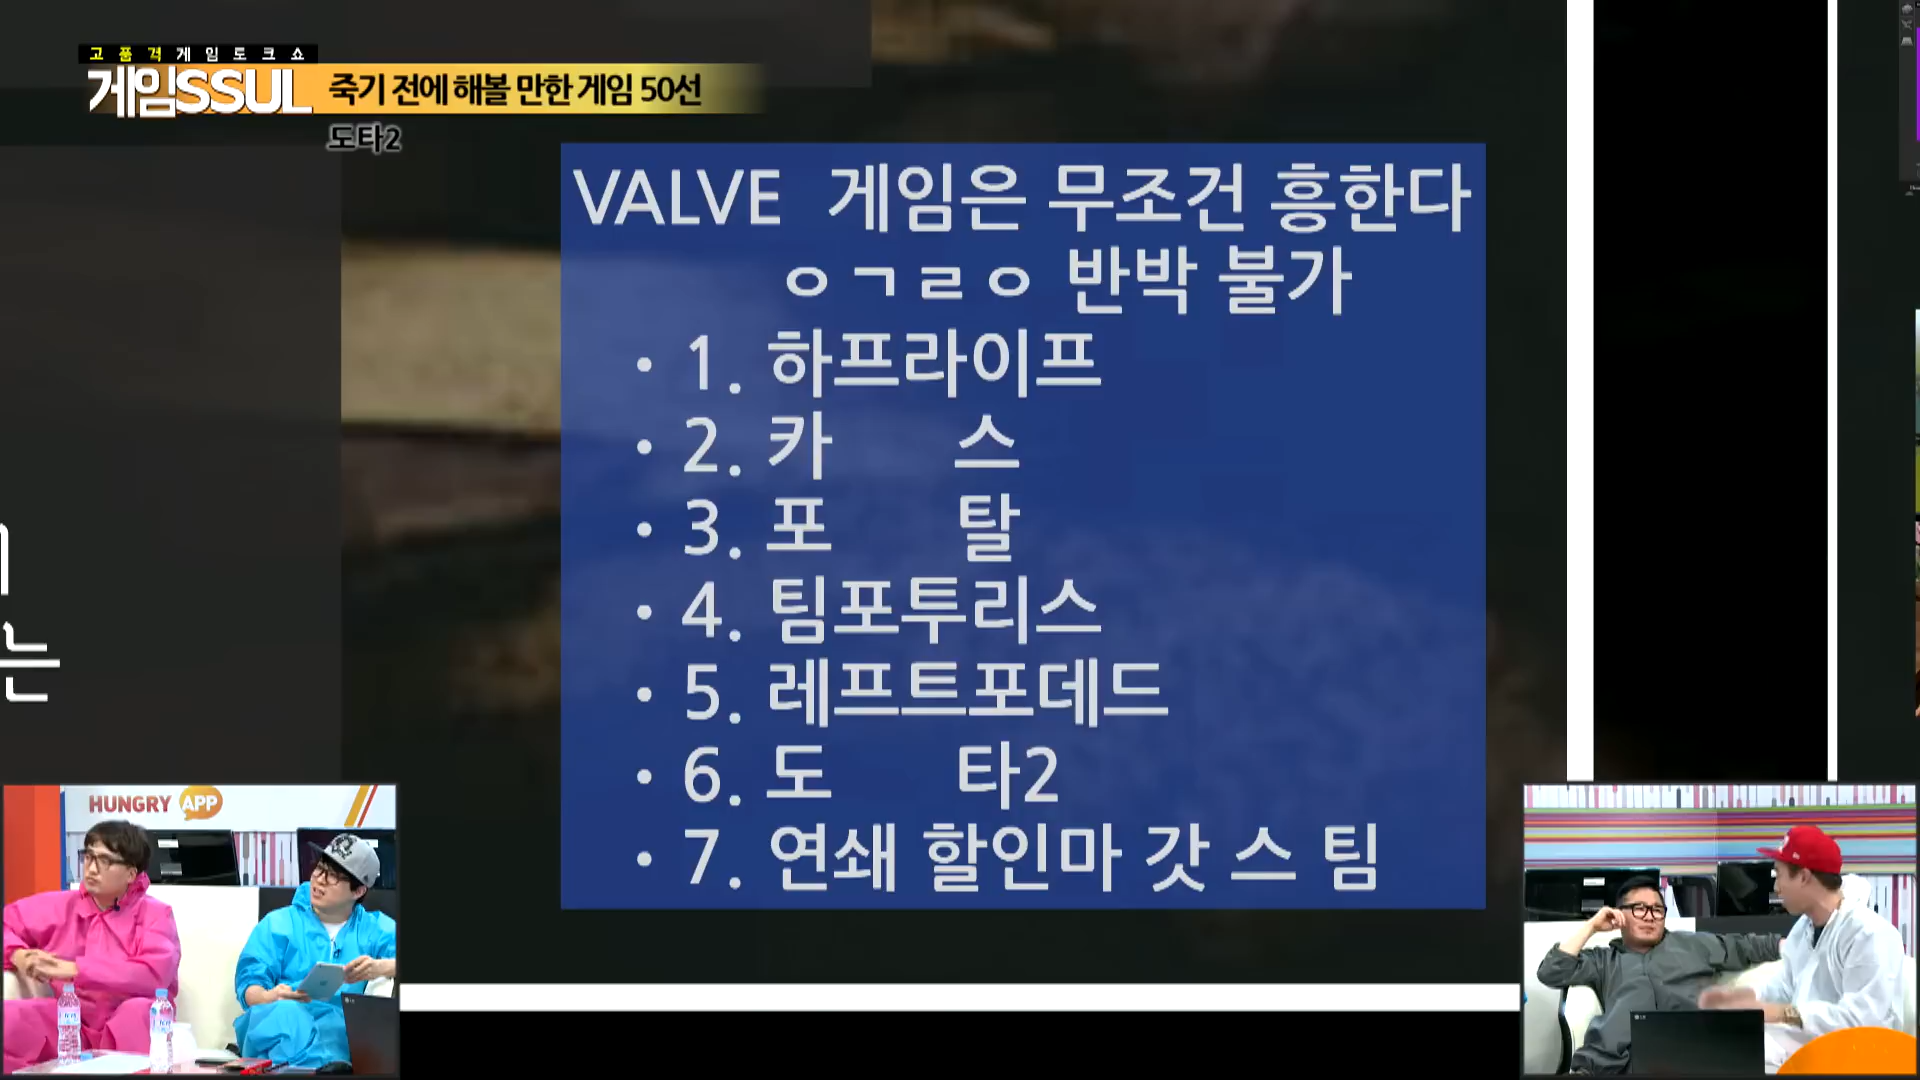 고품격게임토크쇼
게임SSUL
죽기 전에 해볼 만한 게임 50선
도타2
VALVE 게임은 무조건 흥한다
ㅇㄱㄹㅇ 반박 불가
• 1. 하프라이프
• 2. 카 스
• 3. 포 탈
• 4. 팀포투리스
• 5. 레프트포데드
• 6. 도 타2
• 7. 연쇄 할인마 갓 스 팀
는
HUNGRY APP